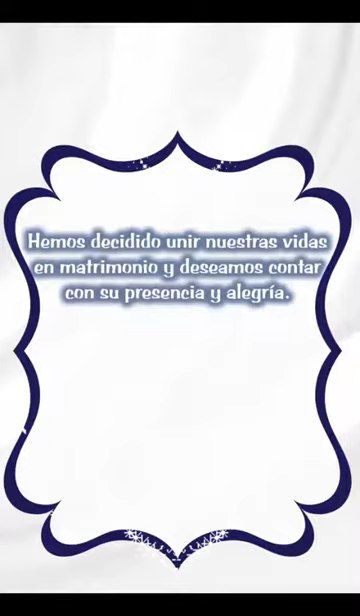 Hemos decidido unir nuestras vidas
en matrimonio y deseamos contar
con su presencia y alegría.